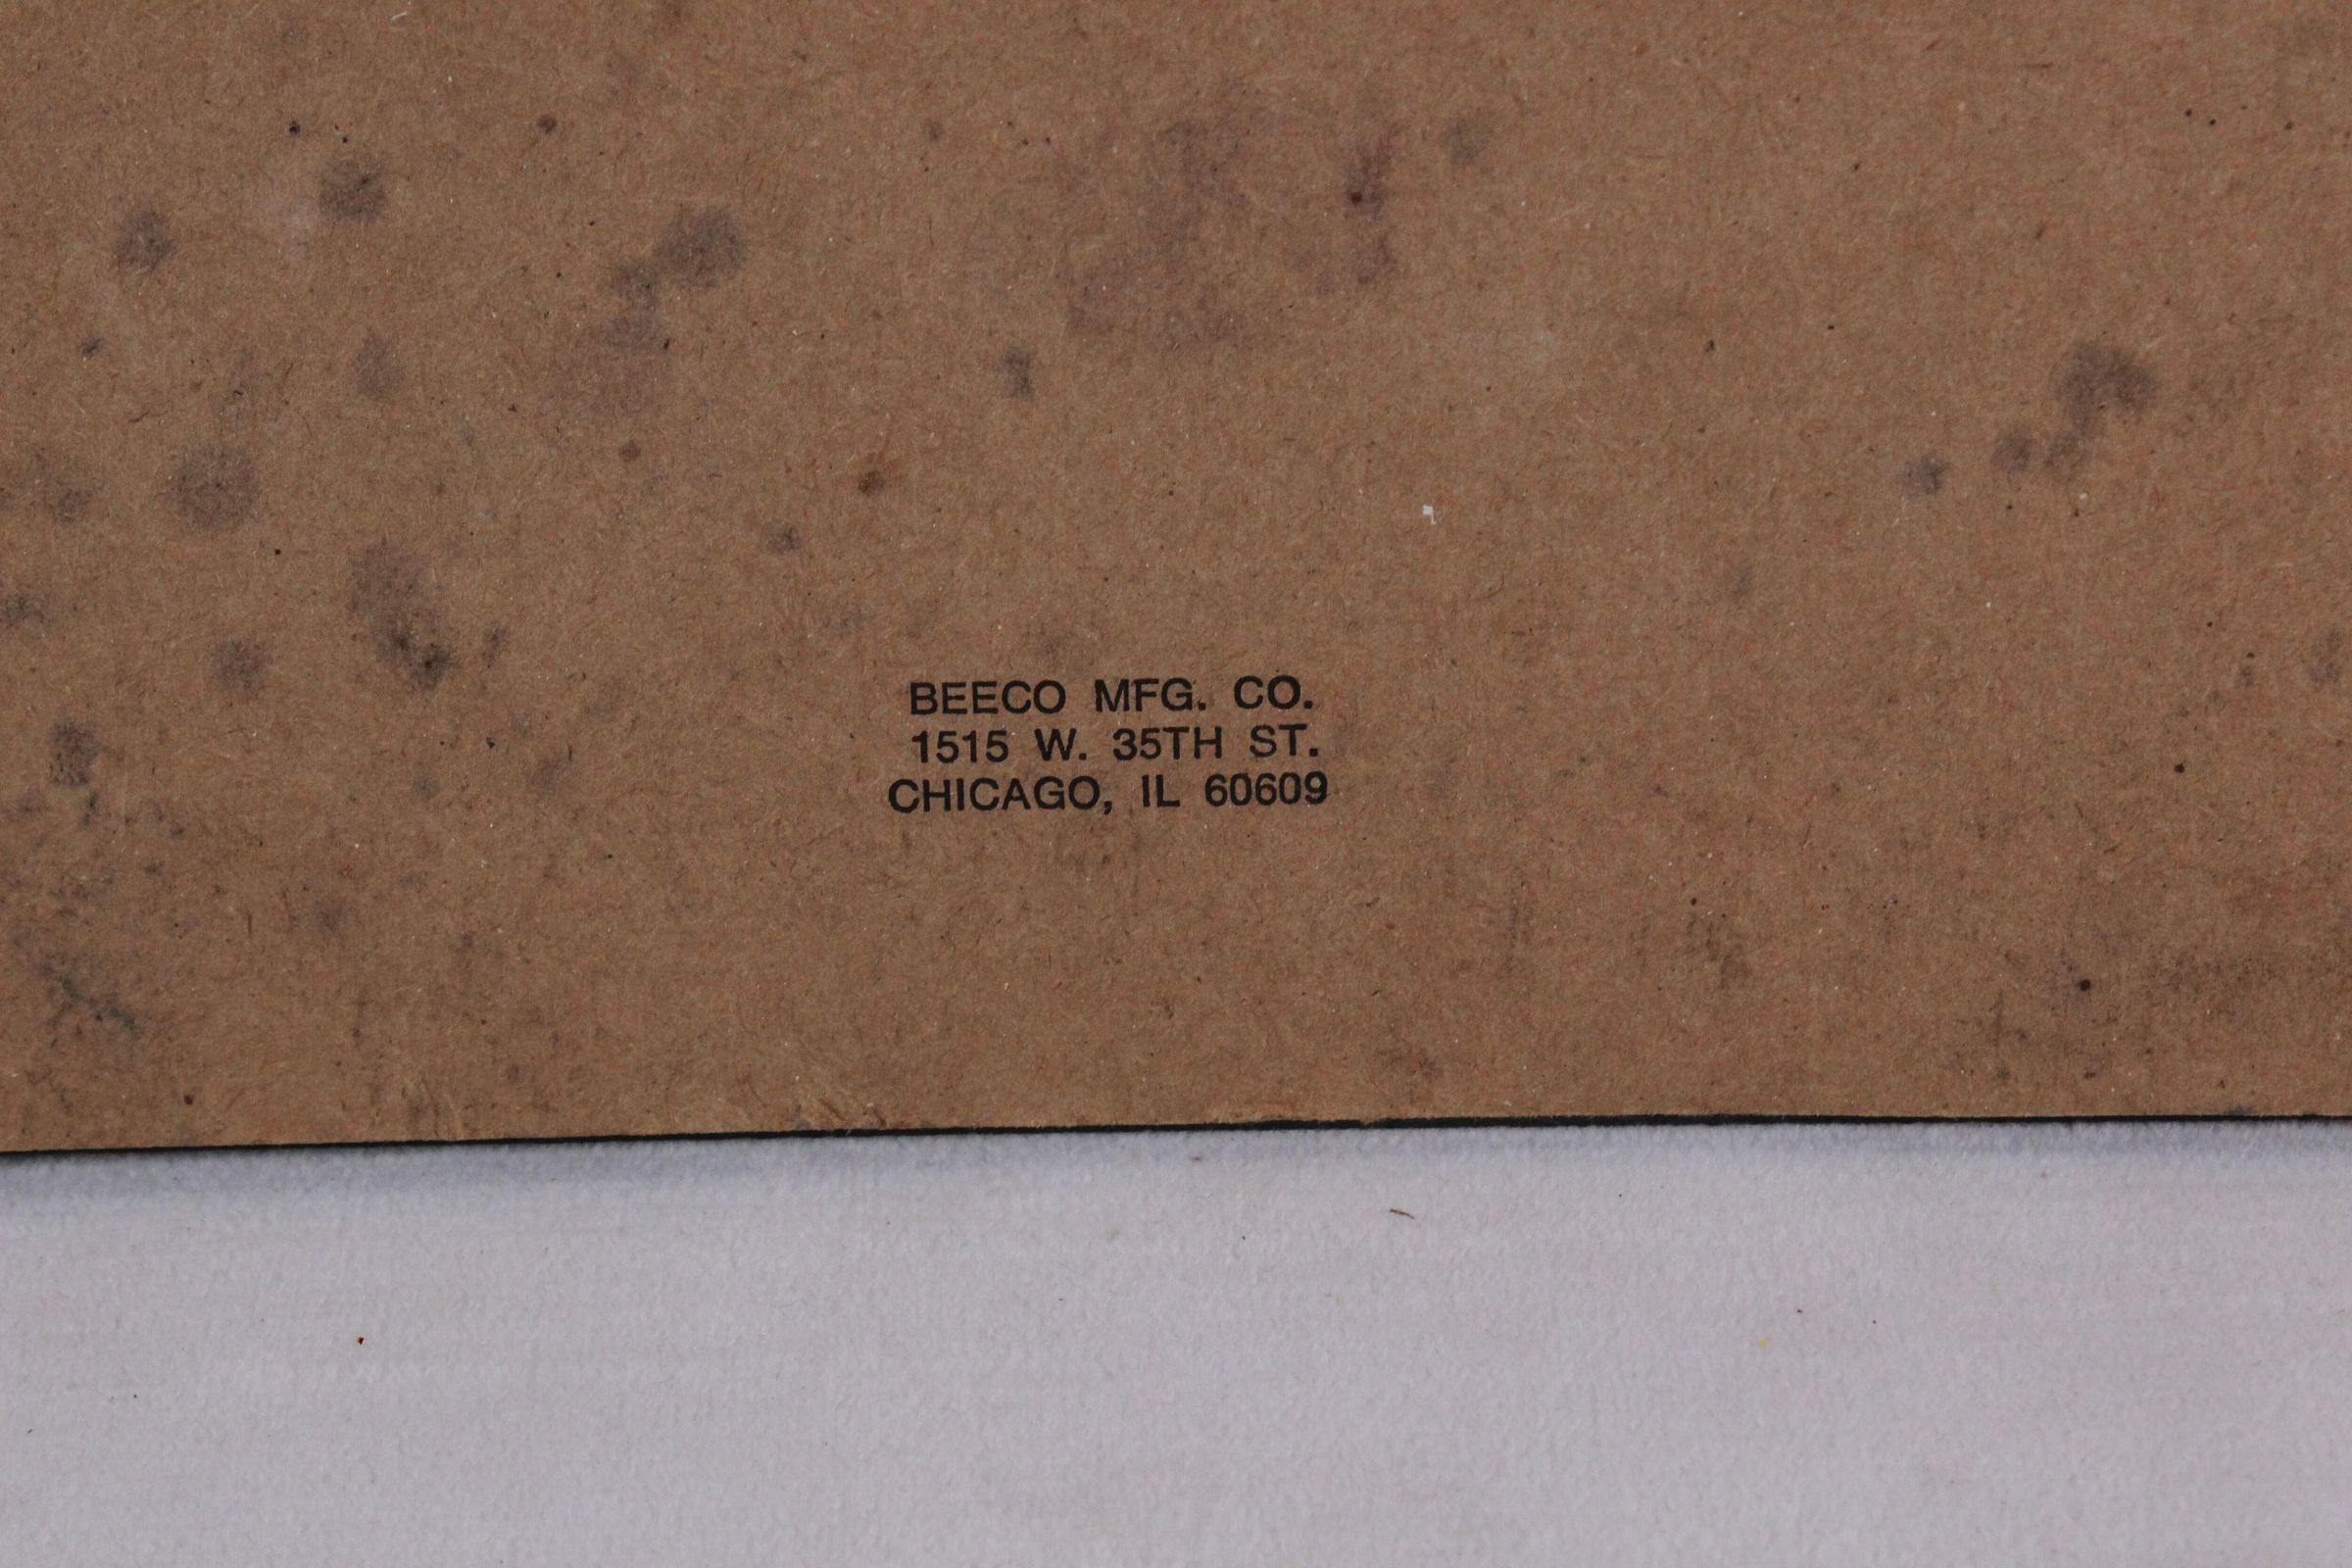 BEECO MFG. CO.
1515 W. 35TH ST.
CHICAGO, IL 60609